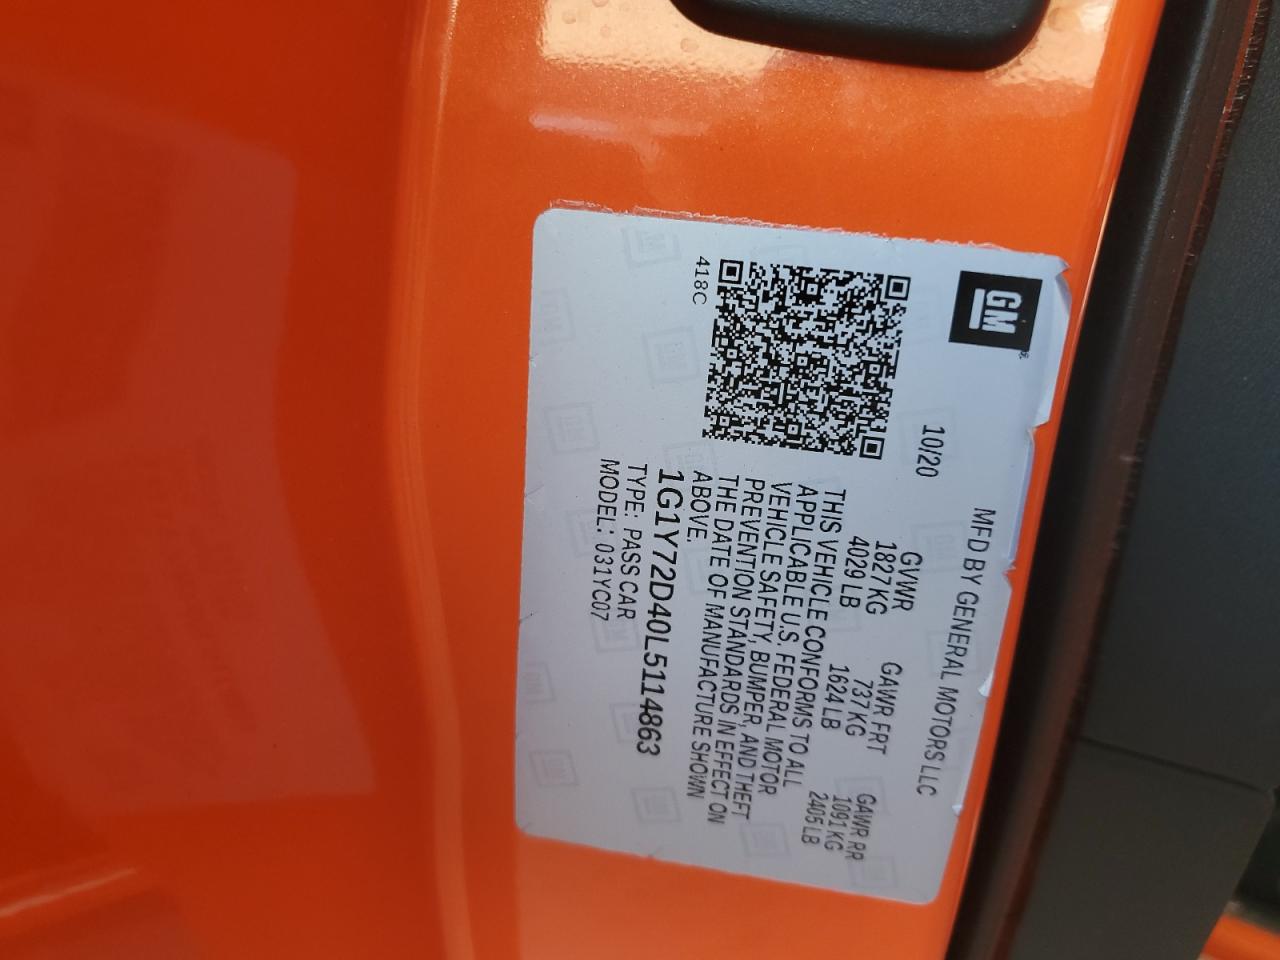 GM
MFD BY GENERAL MOTORS LLC
10/20
GVWR GAWR FRT GAWR RR
1827 KG 737 KG 1091 KG
4029 LB 1624 LB 2405 LB
THIS VEHICLE CONFORMS TO ALL
APPLICABLE U.S. FEDERAL MOTOR
VEHICLE SAFETY, BUMPER, AND THEFT
PREVENTION STANDARDS IN EFFECT ON
THE DATE OF MANUFACTURE SHOWN
ABOVE.
418C
1G1Y72D40L5114863
TYPE: PASS CAR
MODEL: 031YC07